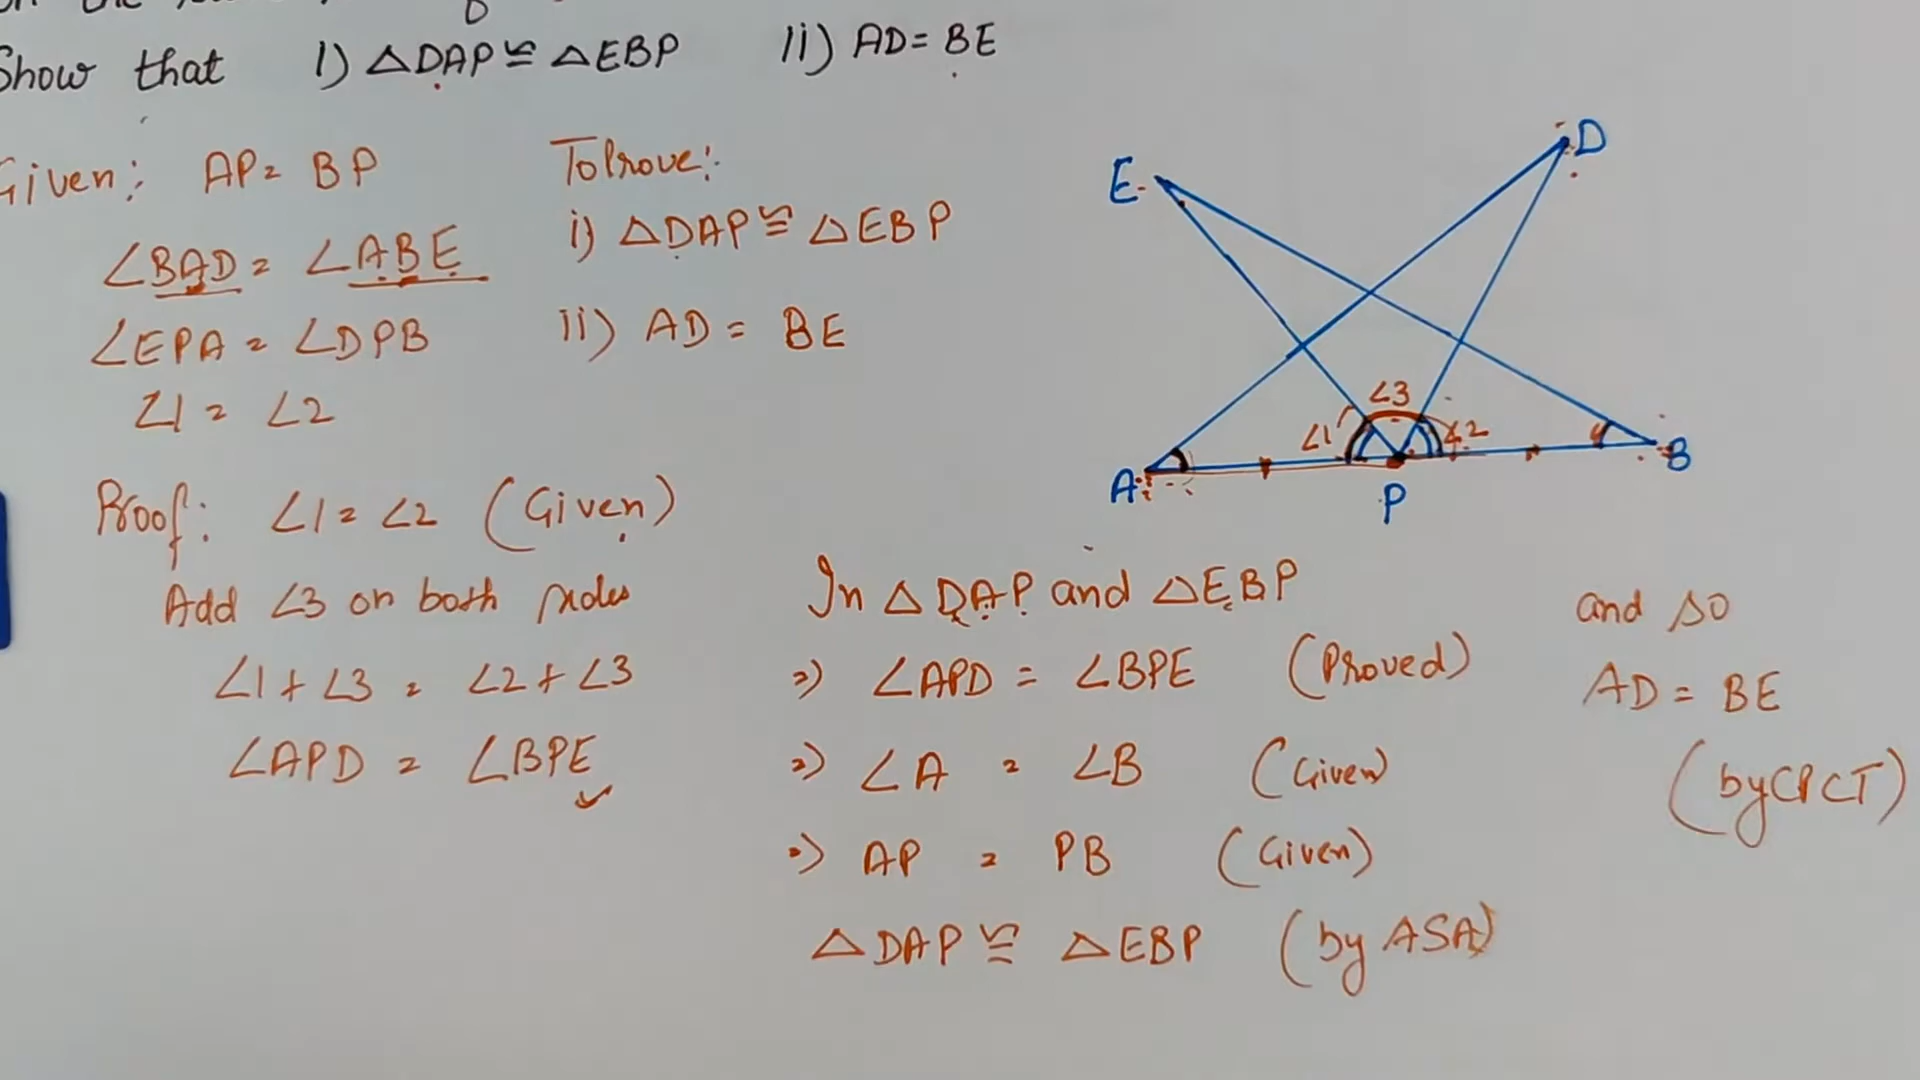 on the
Show that I) △DAP ≅ △EBP II) AD = BE
Given: AP = BP
∠BAD = ∠ABE
∠EPA = ∠DPB
∠1 = ∠2
To Prove:
i) △DAP ≅ △EBP
ii) AD = BE
E
D
∠3
∠1
∠2
A
P
B
Proof: ∠1 = ∠2 (Given)
Add ∠3 on both sides
∠1 + ∠3 = ∠2 + ∠3
∠APD = ∠BPE
In △DAP and △EBP
⇒) ∠APD = ∠BPE (Proved)
⇒) ∠A = ∠B (Given)
⇒) AP = PB (Given)
△DAP ≅ △EBP (by ASA)
and so
AD = BE
(by CPCT)